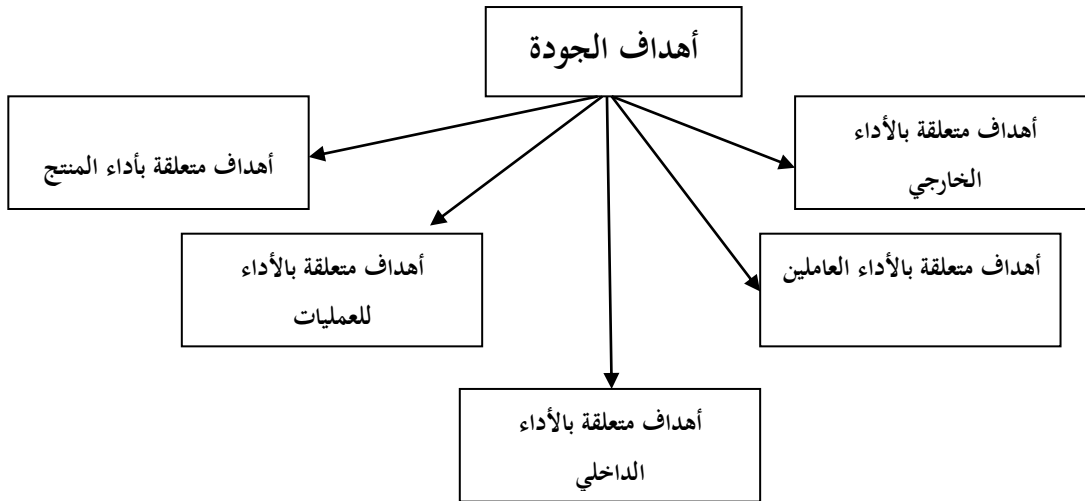 أهداف الجودة
أهداف متعلقة بالأداء
الخارجي
أهداف متعلقة بأداء المنتج
أهداف متعلقة بالأداء العاملين
أهداف متعلقة بالأداء
للعمليات
أهداف متعلقة بالأداء
الداخلي